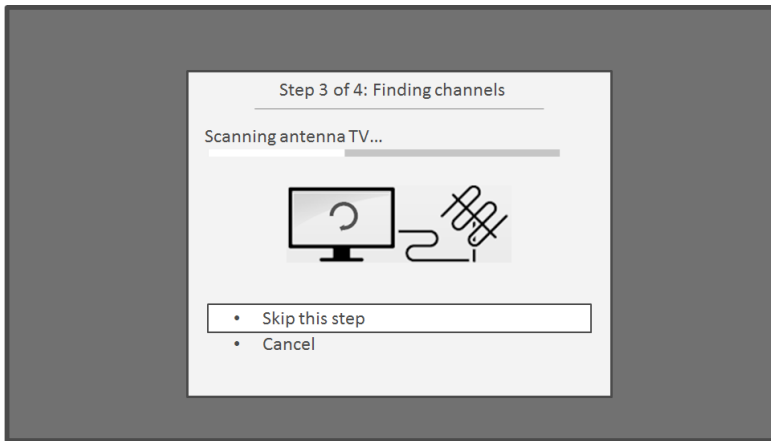 Step 3 of 4: Finding channels
Scanning antenna TV...
• Skip this step
• Cancel